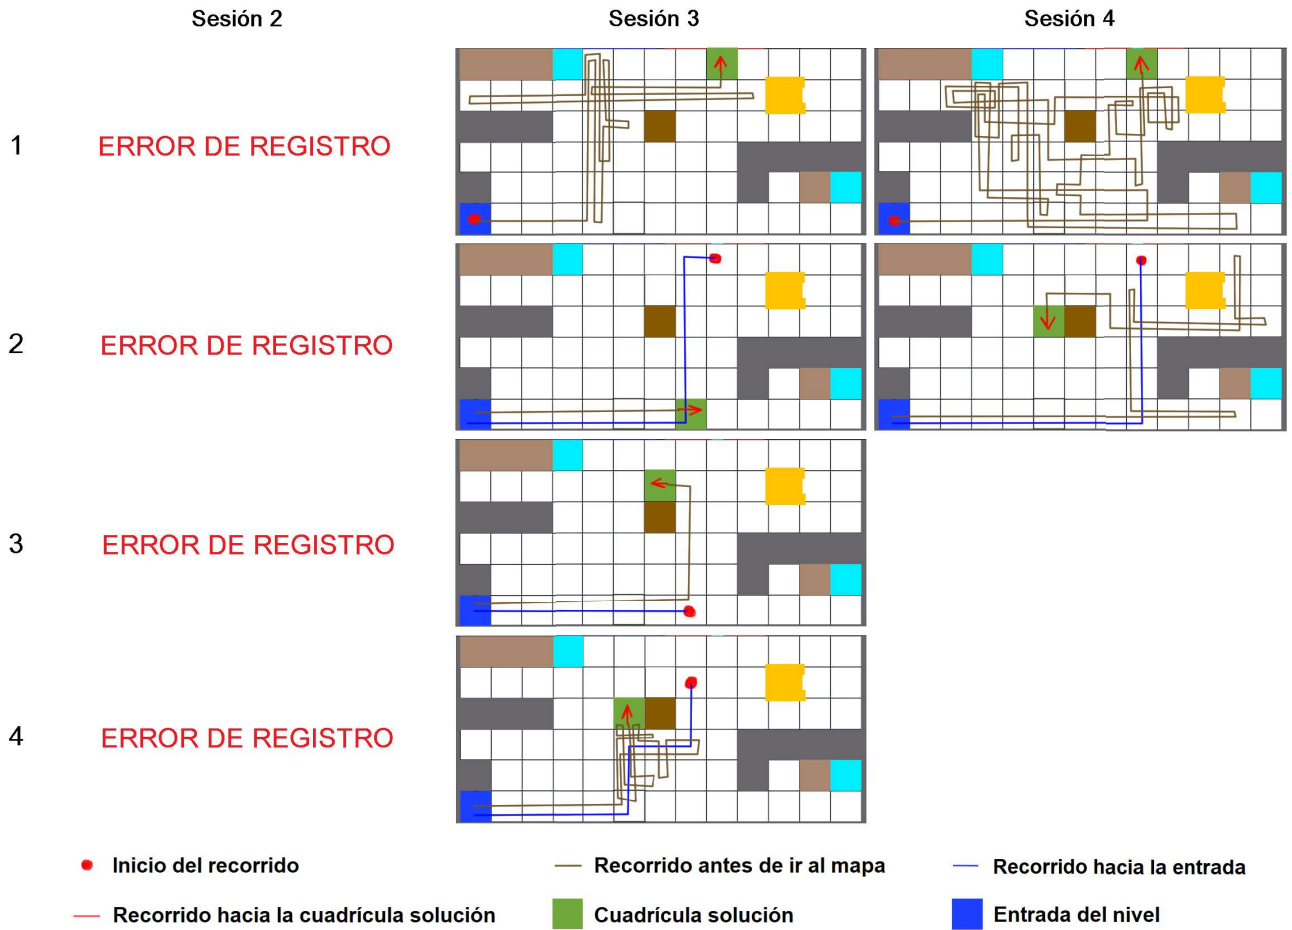 Sesión 2 Sesión 3 Sesión 4
1 ERROR DE REGISTRO
2 ERROR DE REGISTRO
3 ERROR DE REGISTRO
4 ERROR DE REGISTRO
Inicio del recorrido Recorrido antes de ir al mapa Recorrido hacia la entrada
Recorrido hacia la cuadrícula solución Cuadrícula solución Entrada del nivel